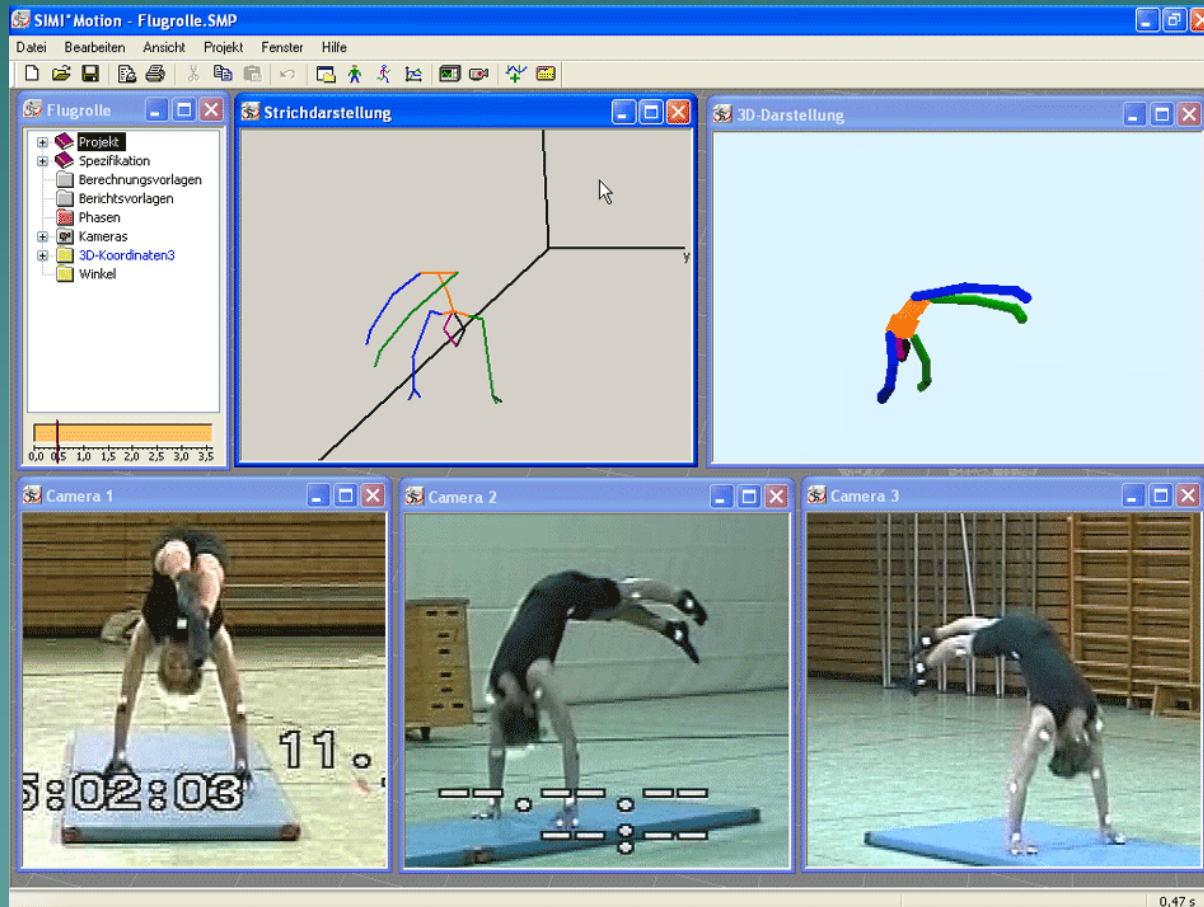 SIMI°Motion - Flugrolle.SMP
Datei Bearbeiten Ansicht Projekt Fenster Hilfe
Flugrolle
Projekt
Spezifikation
Berechnungsvorlagen
Berichtsvorlagen
Phasen
Kameras
3D-Koordinaten3
Winkel
0,0 0,5 1,0 1,5 2,0 2,5 3,0 3,5
Strichdarstellung
y
3D-Darstellung
Camera 1
11.
5:02:03
Camera 2
Camera 3
0,47 s